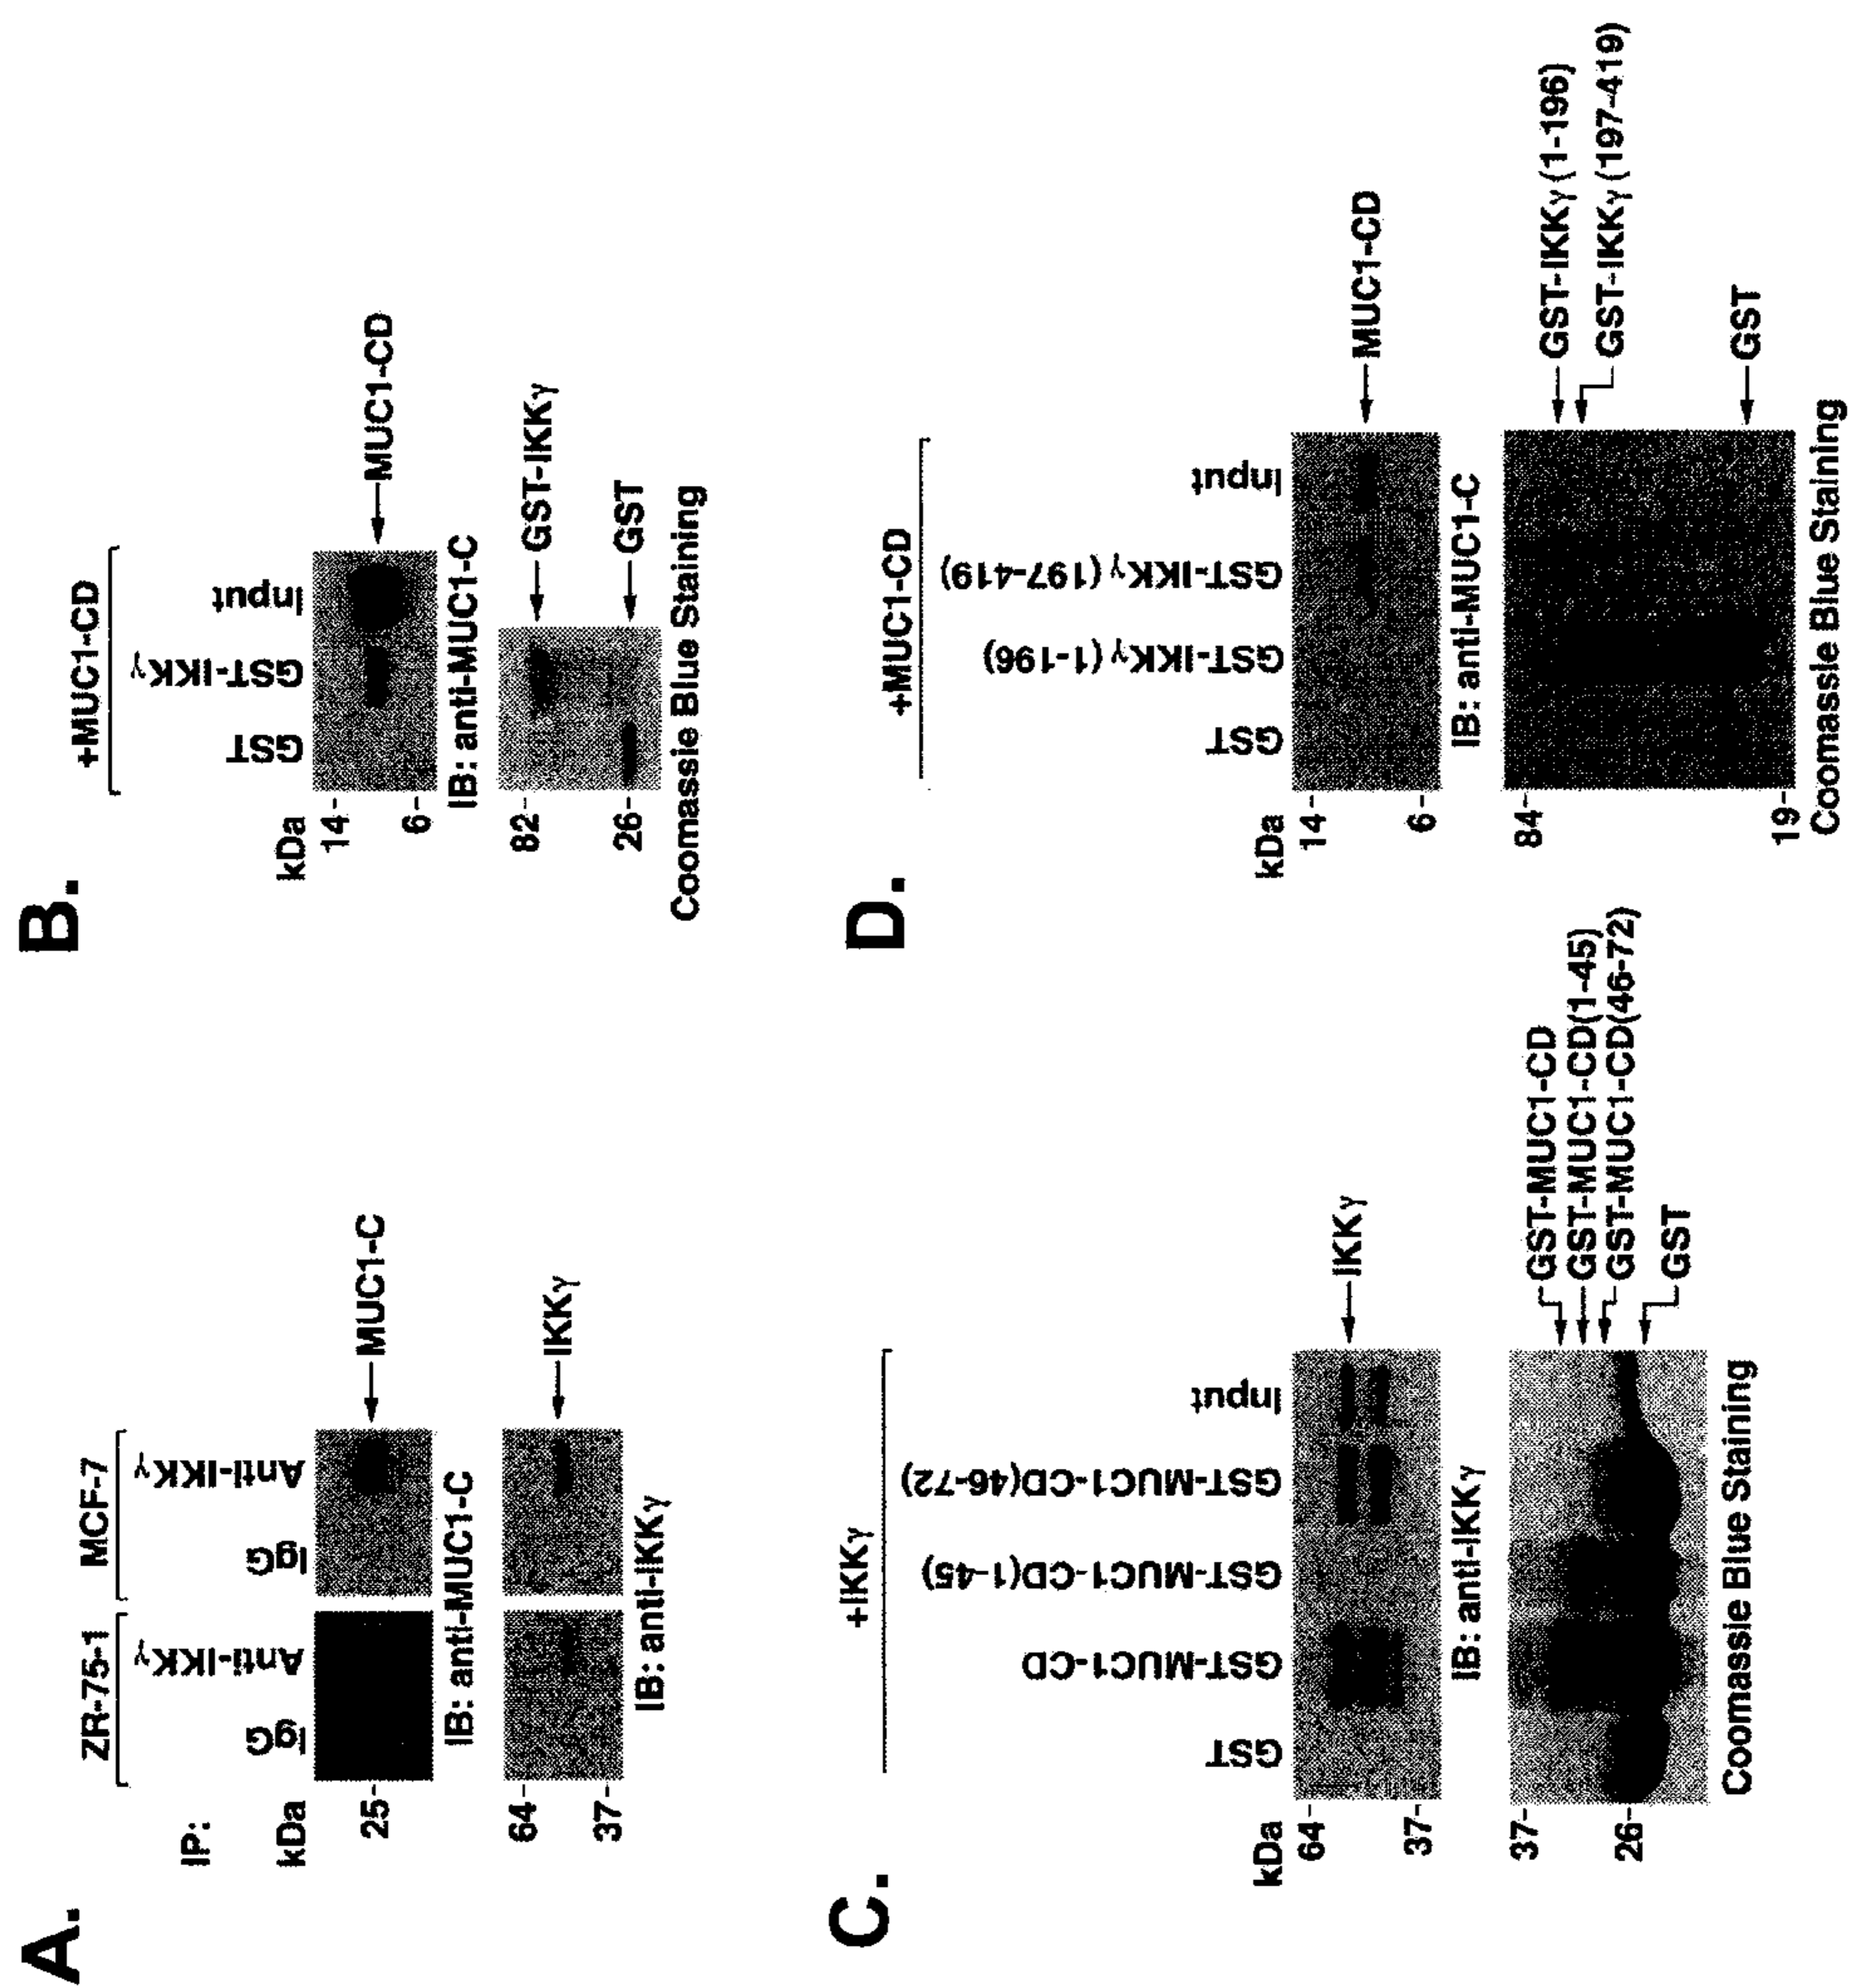 A.
ZR-75-1
MCF-7
IP:
IgG
Anti-IKKγ
IgG
Anti-IKKγ
kDa
25-
MUC1-C
IB: anti-MUC1-C
64-
37-
IKKγ
IB: anti-IKKγ
B.
+MUC1-CD
GST
GST-IKKγ
Input
kDa
14-
6-
MUC1-CD
IB: anti-MUC1-C
82-
26-
GST-IKKγ
GST
Coomassie Blue Staining
C.
+IKKγ
GST
GST-MUC1-CD
GST-MUC1-CD(1-45)
GST-MUC1-CD(46-72)
Input
kDa
64-
37-
IKKγ
IB: anti-IKKγ
37-
26-
GST-MUC1-CD
GST-MUC1-CD(1-45)
GST-MUC1-CD(46-72)
GST
Coomassie Blue Staining
D.
+MUC1-CD
GST
GST-IKKγ (1-196)
GST-IKKγ (197-419)
Input
kDa
14-
6-
MUC1-CD
IB: anti-MUC1-C
84-
19-
GST-IKKγ (1-196)
GST-IKKγ (197-419)
GST
Coomassie Blue Staining